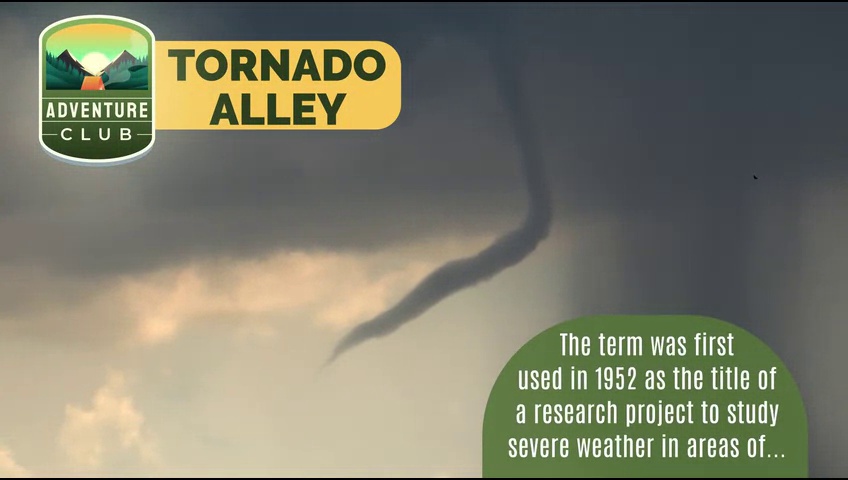 ADVENTURE
CLUB
TORNADO
ALLEY
The term was first
used in 1952 as the title of
a research project to study
severe weather in areas of...